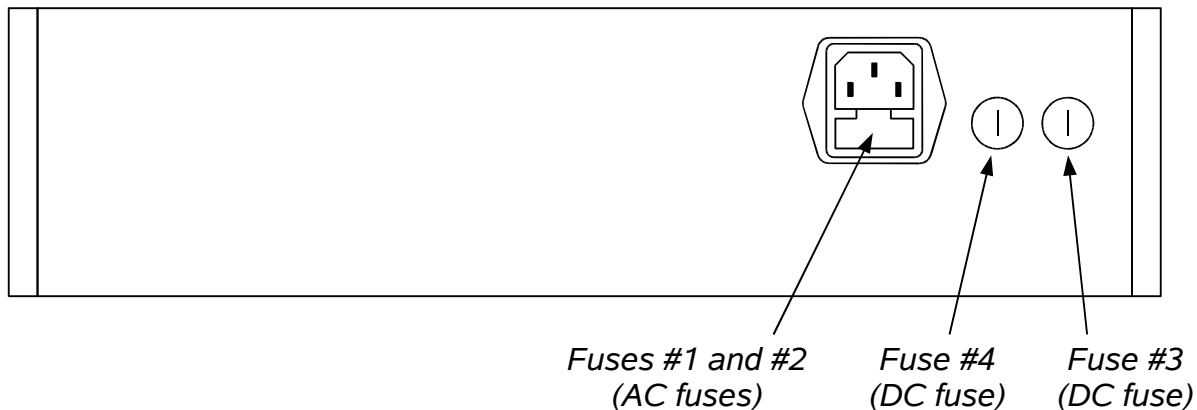 Fuses #1 and #2
(AC fuses)
Fuse #4
(DC fuse)
Fuse #3
(DC fuse)